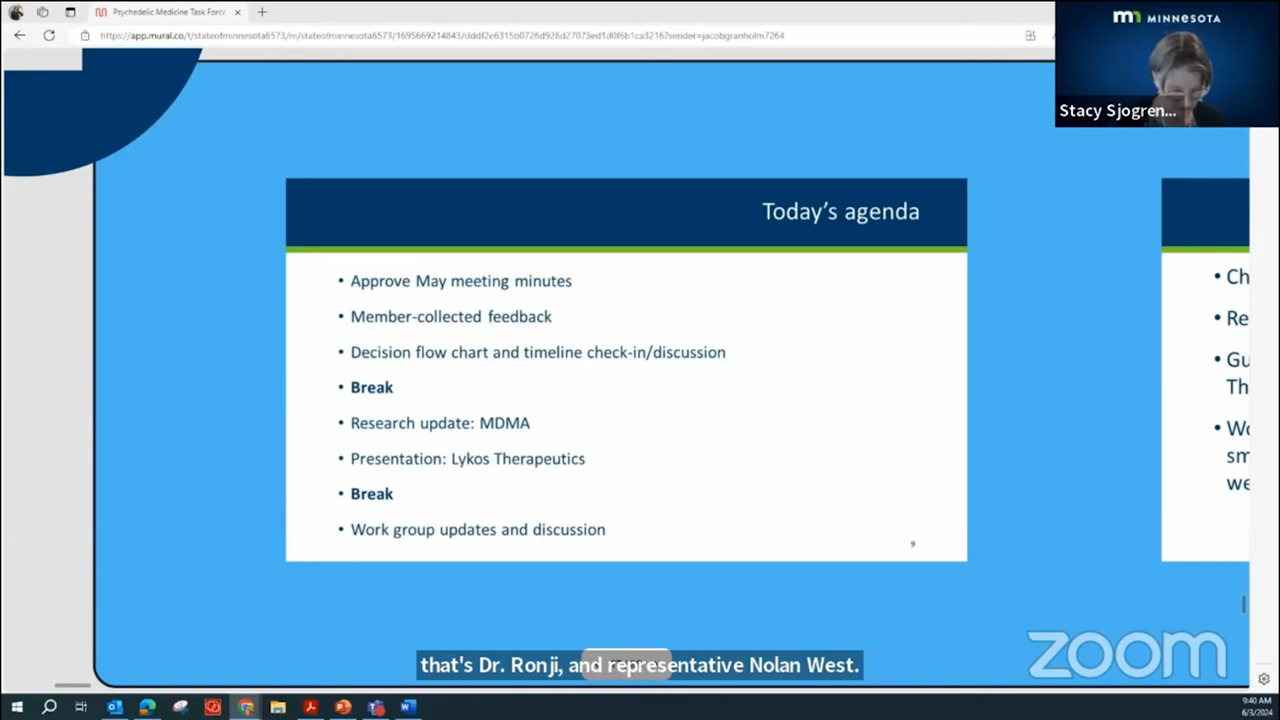 Psychedelic Medicine Task Force
https://app.mural.co/t/stateofminnesota6573/m/stateofminnesota6573/1695669214843/dddf2e6315b0726d926d27073ed1d0f6b1ca3216?sender=jacobgranholm7264
MINNESOTA
Stacy Sjogren...
Today's agenda
• Approve May meeting minutes
• Member-collected feedback
• Decision flow chart and timeline check-in/discussion
• Break
• Research update: MDMA
• Presentation: Lykos Therapeutics
• Break
• Work group updates and discussion
9
• Ch
• Re
• Gu
Th
• Wo
sm
we
that's Dr. Ronji, and representative Nolan West.
zoom
9:40 AM
6/3/2024